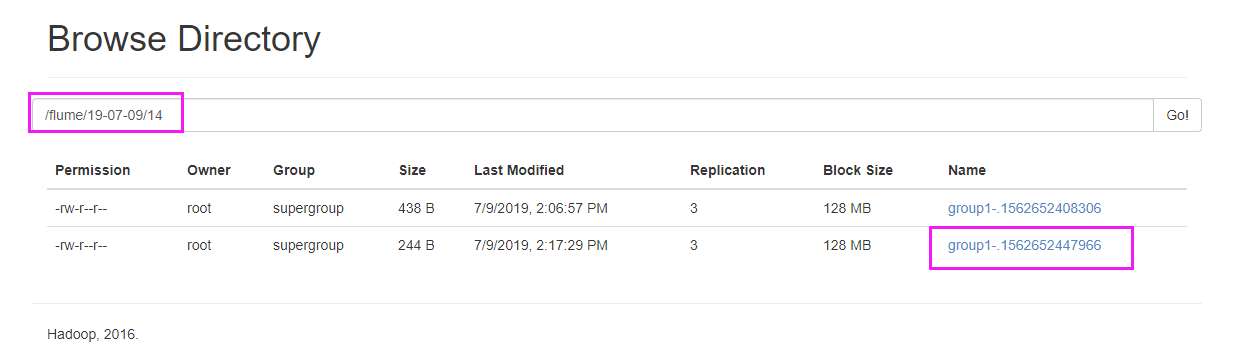 Browse Directory
/flume/19-07-09/14 Go!
Permission Owner Group Size Last Modified Replication Block Size Name
-rw-r--r-- root supergroup 438 B 7/9/2019, 2:06:57 PM 3 128 MB group1-.1562652408306
-rw-r--r-- root supergroup 244 B 7/9/2019, 2:17:29 PM 3 128 MB group1-.1562652447966
Hadoop, 2016.